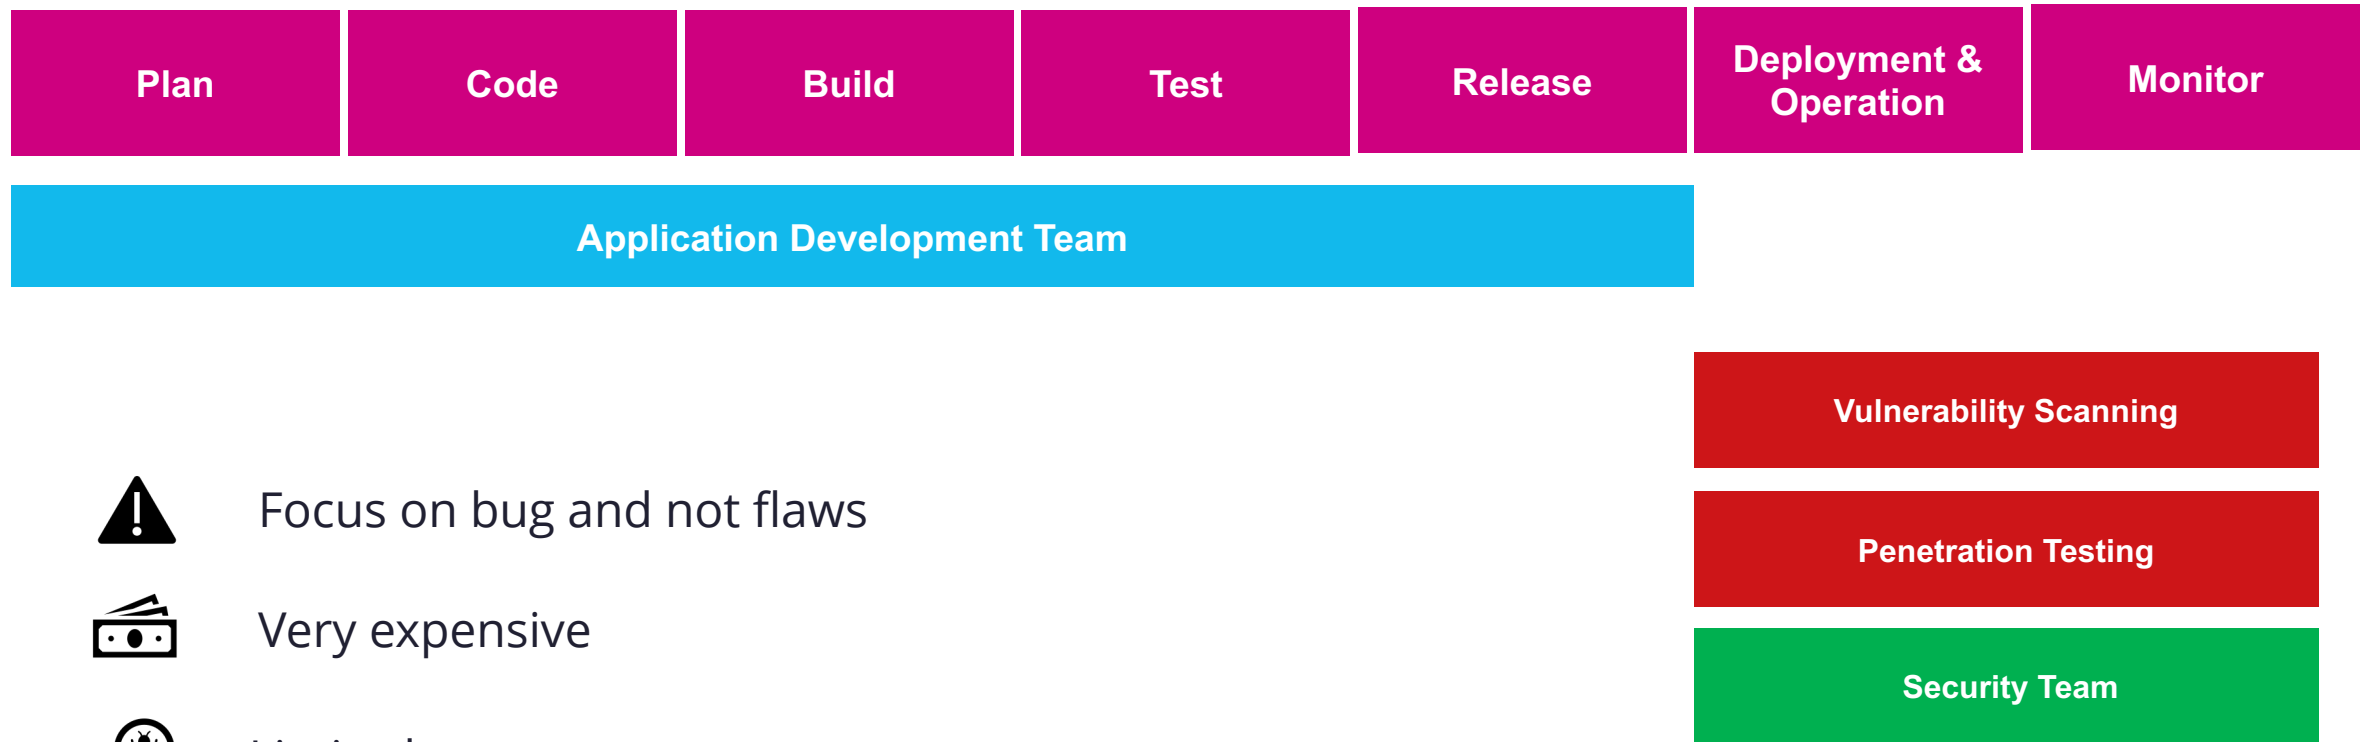 Plan
Code
Build
Test
Release
Deployment &
Operation
Monitor
Application Development Team
Vulnerability Scanning
Focus on bug and not flaws
Penetration Testing
Very expensive
Security Team